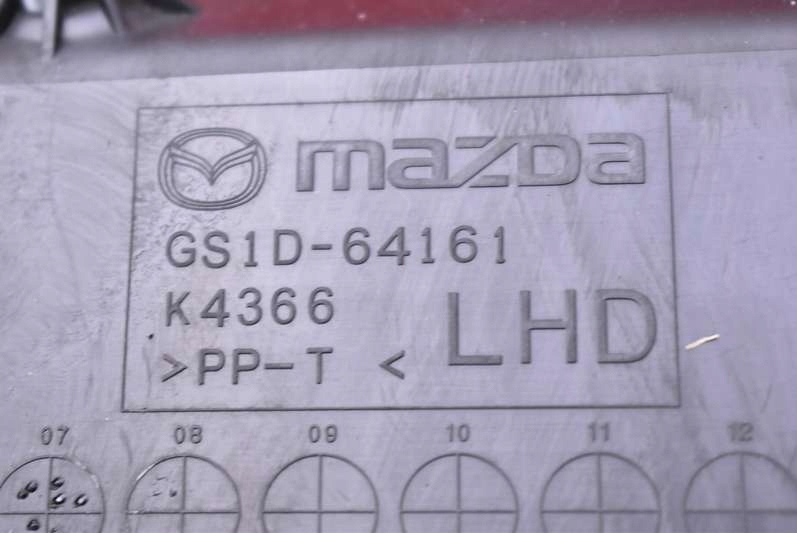 mazda
GS1D-64161
K4366 LHD
>PP-T <
07 08 09 10 11 12